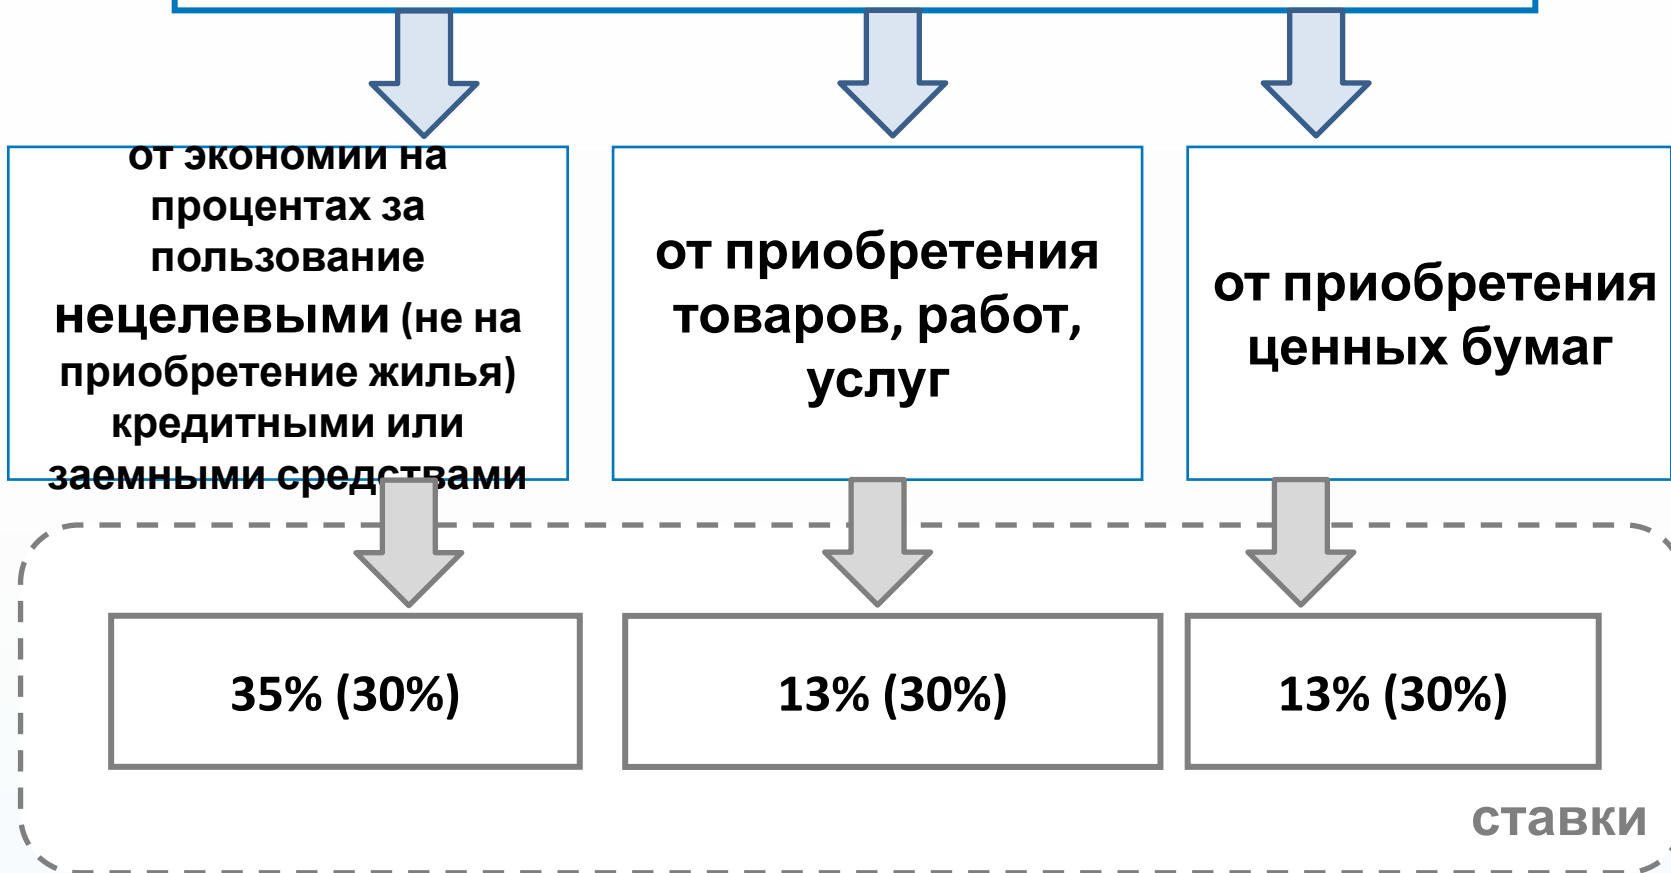 от экономии на
процентах за
пользование
нецелевыми (не на
приобретение жилья)
кредитными или
заемными средствами
от приобретения
товаров, работ,
услуг
от приобретения
ценных бумаг
35% (30%)
13% (30%)
13% (30%)
ставки